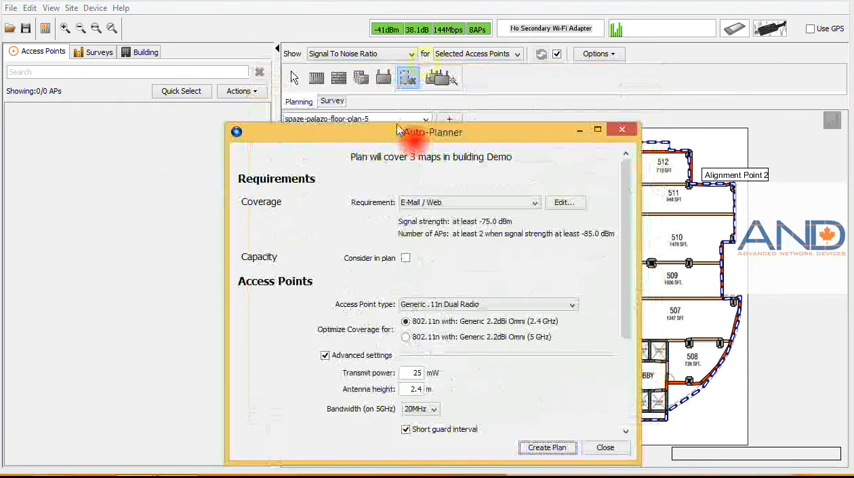 File Edit View Site Device Help
-41dBm 38.1dB 144Mbps 8APs
No Secondary Wi-Fi Adapter
Use GPS
Access Points Surveys Building
Show Signal To Noise Ratio for Selected Access Points Options
Search
Showing:0/0 APs Quick Select Actions
Planning Survey
spaze-palazo-floor-plan-5 +
Auto-Planner
Plan will cover 3 maps in building Demo
Requirements
Coverage Requirement: E-Mail / Web Edit...
Signal strength: at least -75.0 dBm
Number of APs: at least 2 when signal strength at least -85.0 dBm
Capacity Consider in plan
Access Points
Access Point type: Generic .11n Dual Radio
Optimize Coverage for: 802.11n with: Generic 2.2dBi Omni (2.4 GHz)
802.11n with: Generic 2.2dBi Omni (5 GHz)
Advanced settings
Transmit power: 25 mW
Antenna height: 2.4 m
Bandwidth (on 5GHz) 20MHz
Short guard interval
Create Plan Close
512
Alignment Point 2
511
510
509
507
508
AND
ADVANCED NETWORK DEVICES